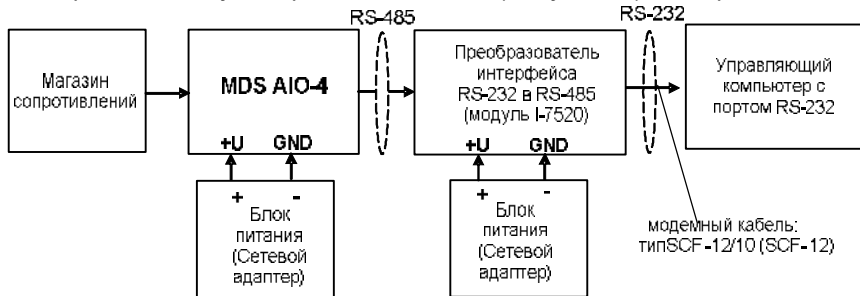 RS-485
RS-232
Магазин
сопротивлений
MDS AIO-4
+U GND
Преобразователь
интерфейса
RS-232 в RS-485
(модуль I-7520)
+U GND
Управляющий
компьютер с
портом RS-232
+ -
Блок
питания
(Сетевой
адаптер)
+ -
Блок
питания
(Сетевой
адаптер)
модемный кабель:
типSCF-12/10 (SCF-12)